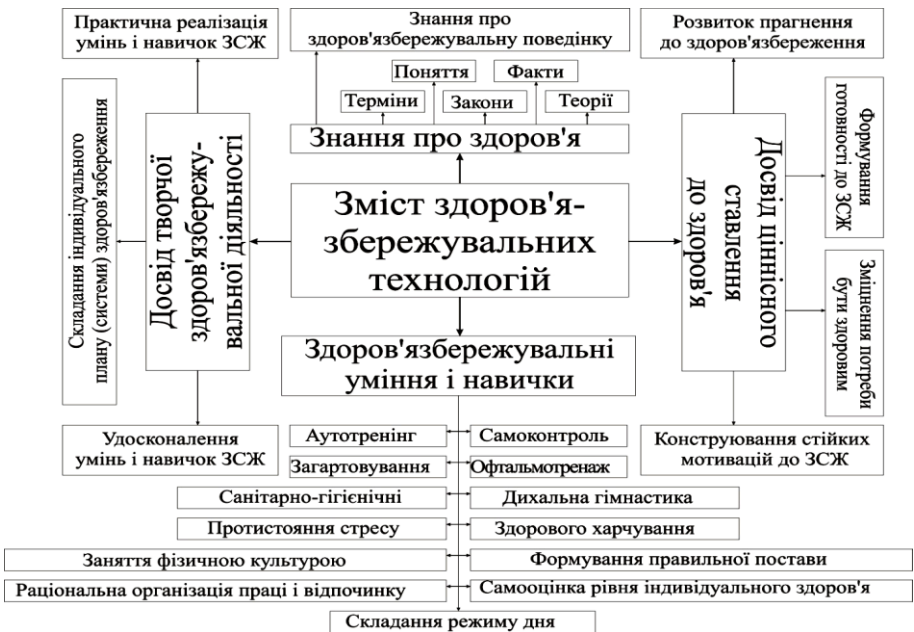 Практична реалізація
умінь і навичок ЗСЖ
Знання про
здоров'язбережувальну поведінку
Розвиток прагнення
до здоров'язбереження
Поняття
Факти
Терміни
Закони
Теорії
Знання про здоров'я
Складання індивідуального
плану (системи) здоров'язбереження
Досвід творчої
здоров'язбережу-
вальної діяльності
Зміст здоров'я-
збережувальних
технологій
Досвід ціннісного
ставлення
до здоров'я
Формування
готовності до ЗСЖ
Зміцнення потреби
бути здоровим
Здоров'язбережувальні
уміння і навички
Удосконалення
умінь і навичок ЗСЖ
Конструювання стійких
мотивацій до ЗСЖ
Аутотренінг
Самоконтроль
Загартовування
Офтальмотренаж
Санітарно-гігієнічні
Дихальна гімнастика
Протистояння стресу
Здорового харчування
Заняття фізичною культурою
Формування правильної постави
Раціональна організація праці і відпочинку
Самооцінка рівня індивідуального здоров'я
Складання режиму дня